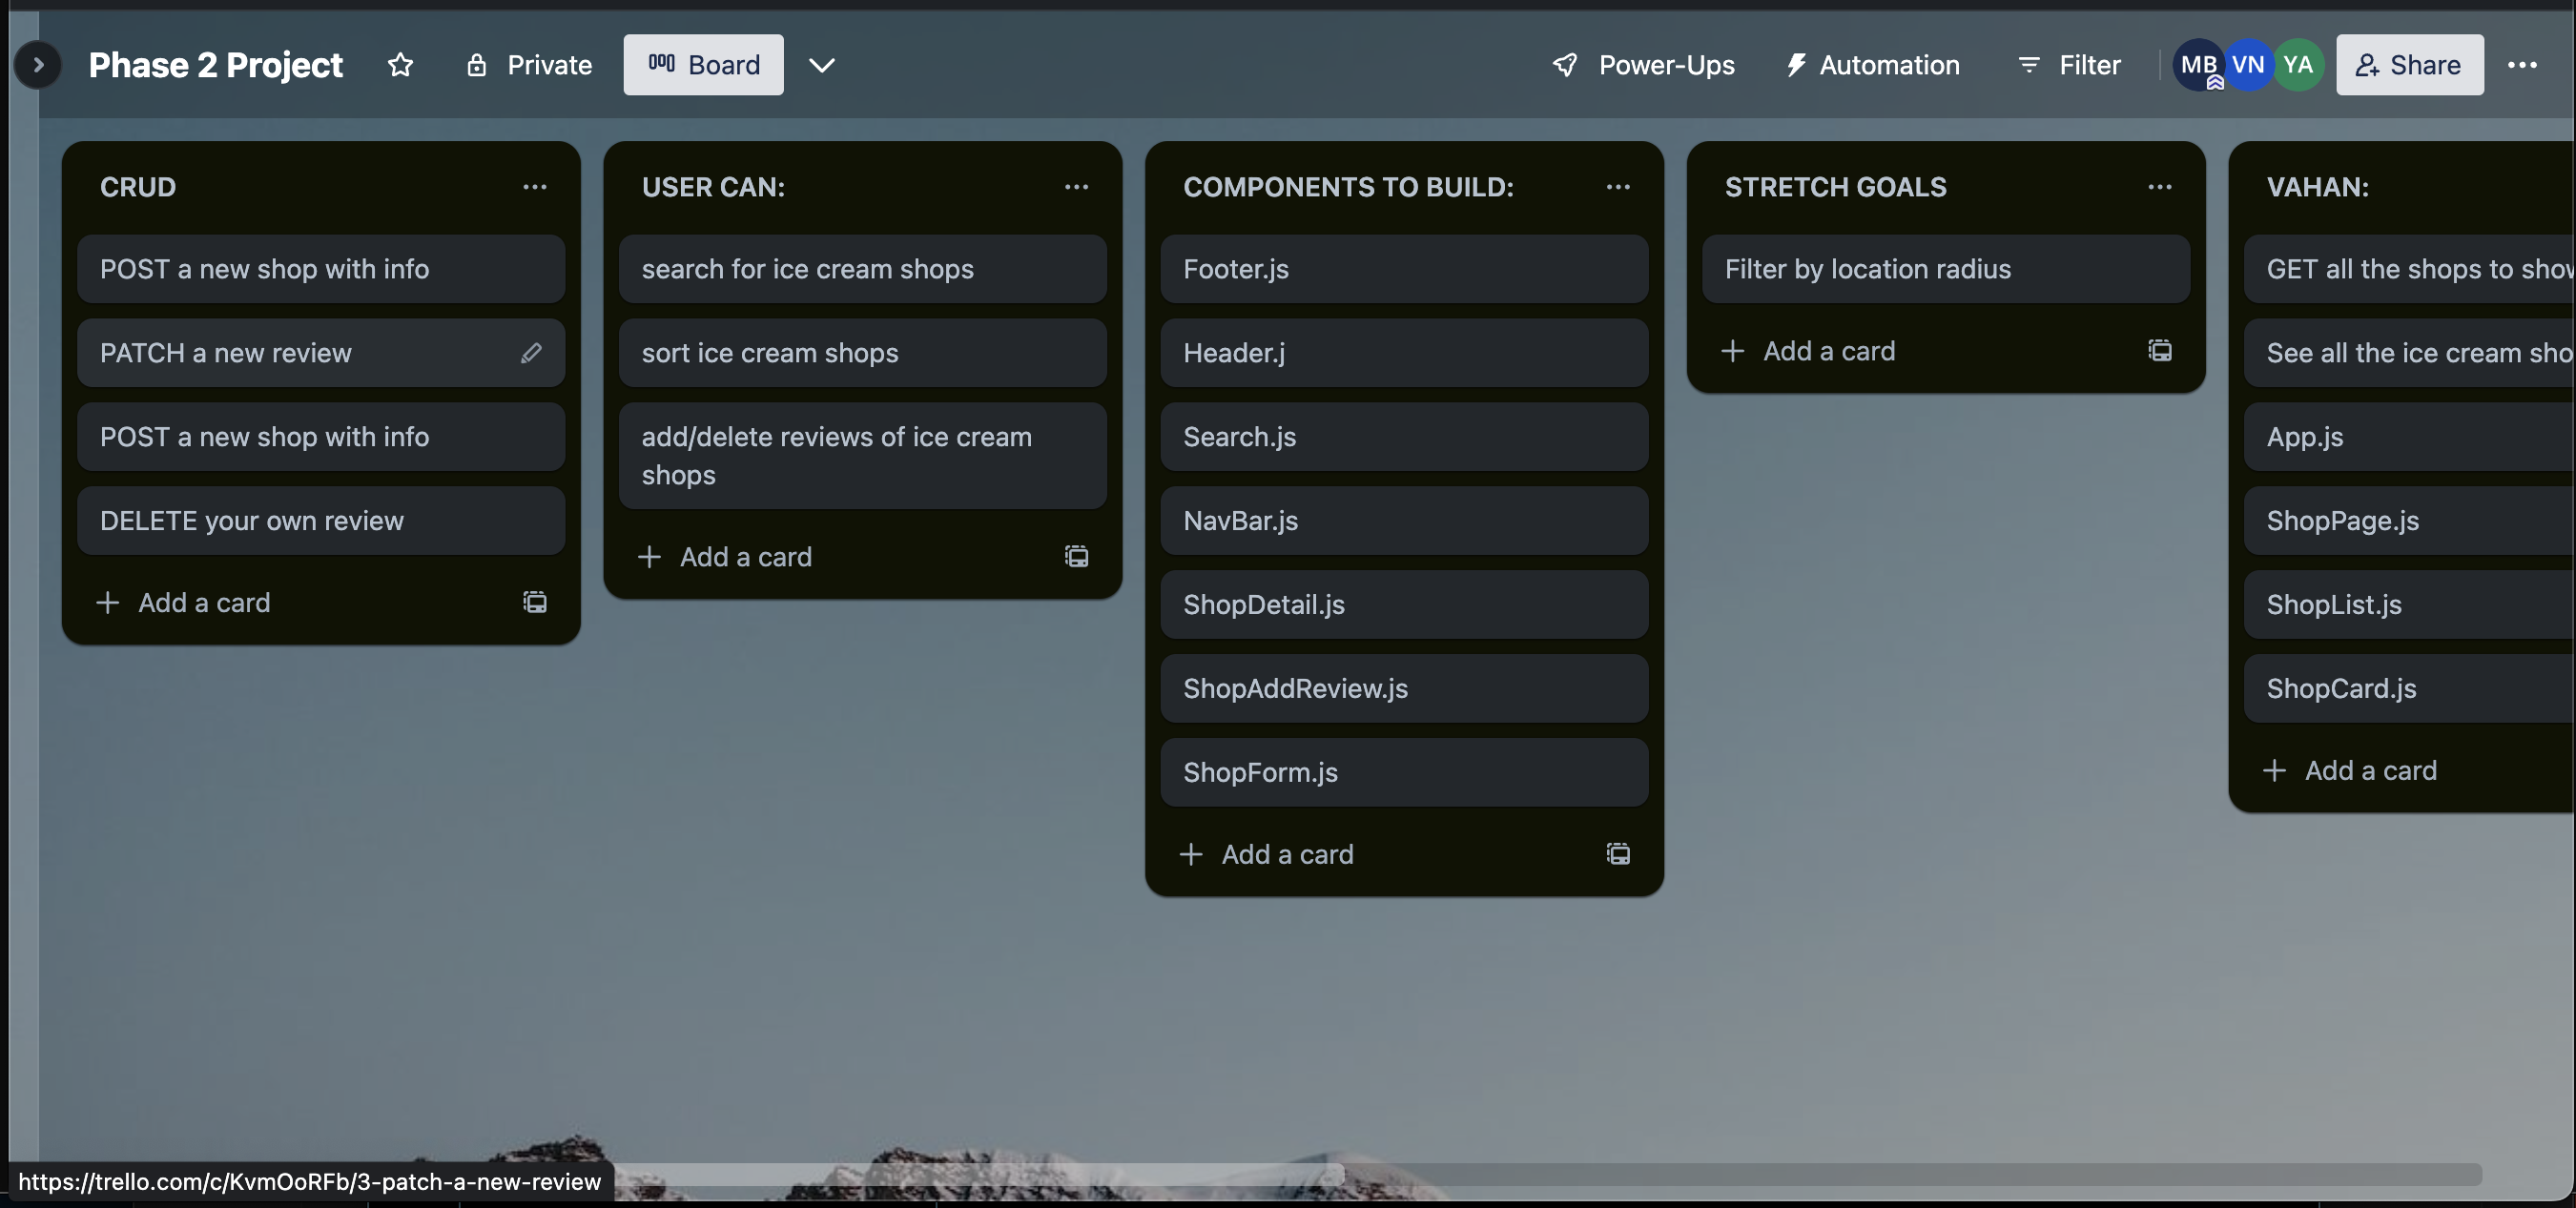 Phase 2 Project
Private
Board
Power-Ups
Automation
Filter
MB
VN
YA
Share
CRUD
POST a new shop with info
PATCH a new review
POST a new shop with info
DELETE your own review
Add a card
USER CAN:
search for ice cream shops
sort ice cream shops
add/delete reviews of ice cream
shops
Add a card
COMPONENTS TO BUILD:
Footer.js
Header.j
Search.js
NavBar.js
ShopDetail.js
ShopAddReview.js
ShopForm.js
Add a card
STRETCH GOALS
Filter by location radius
Add a card
VAHAN:
GET all the shops to
See all the ice cream
App.js
ShopPage.js
ShopList.js
ShopCard.js
Add a card
https://trello.com/c/KvmOoRFb/3-patch-a-new-review